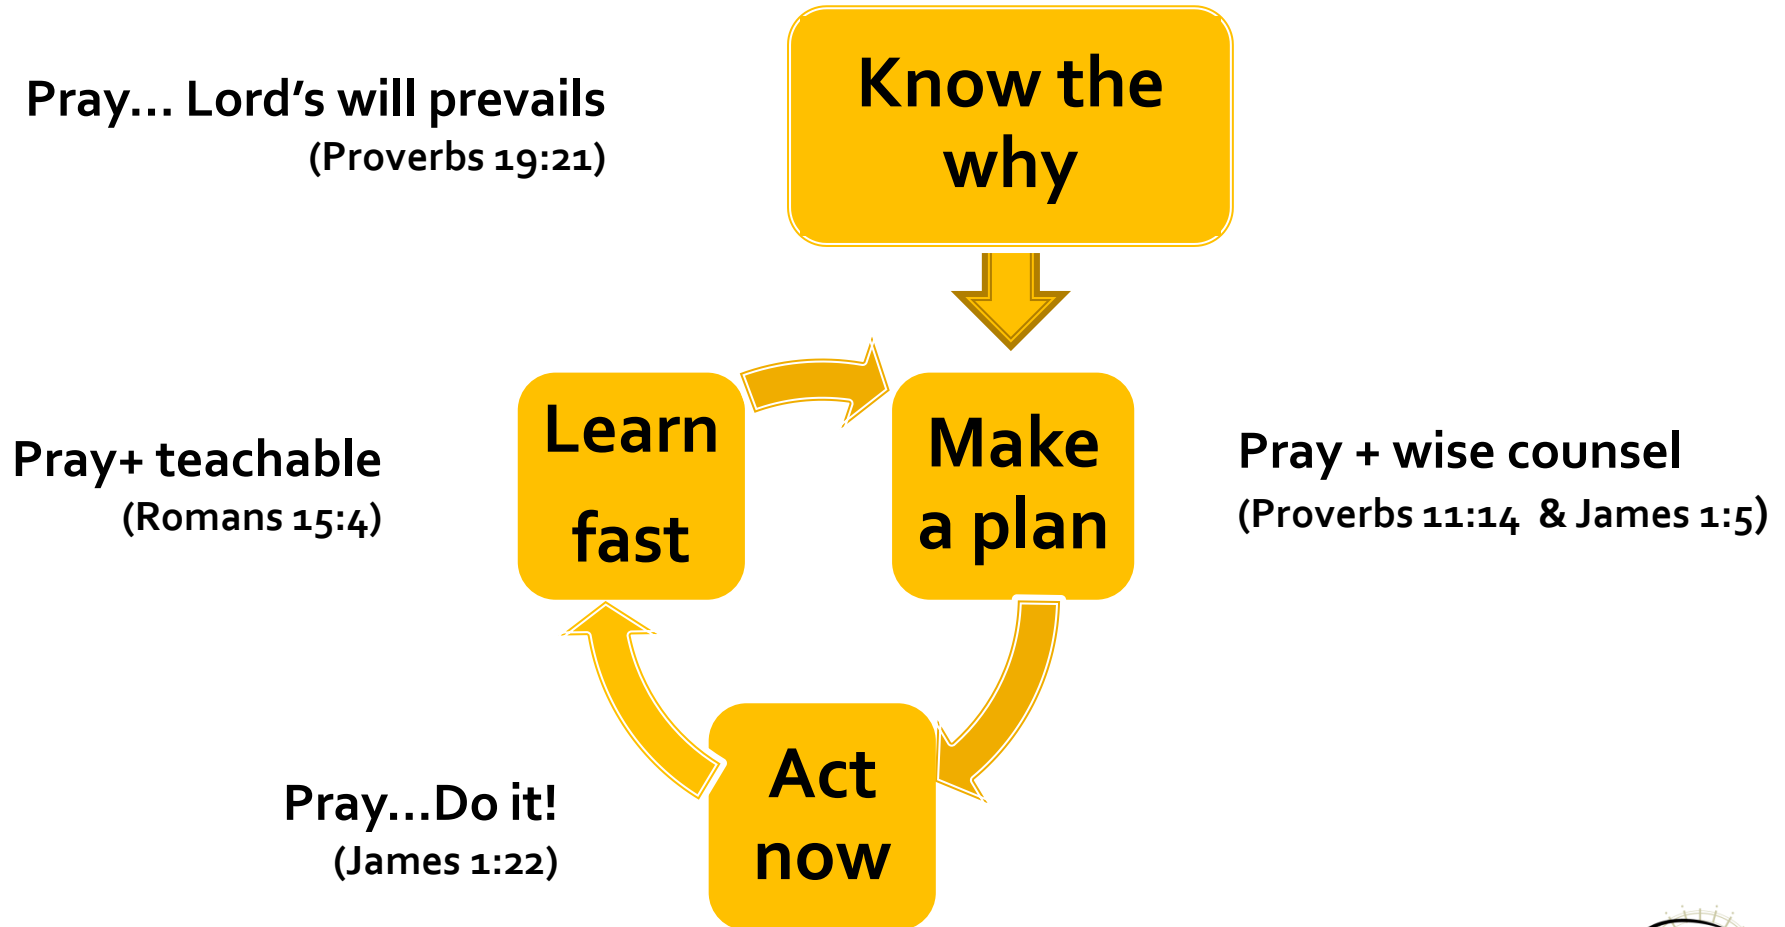 Know the
why
Pray... Lord's will prevails
(Proverbs 19:21)
Learn
fast
Make
a plan
Pray+ teachable
(Romans 15:4)
Pray + wise counsel
(Proverbs 11:14 & James 1:5)
Act
now
Pray...Do it!
(James 1:22)